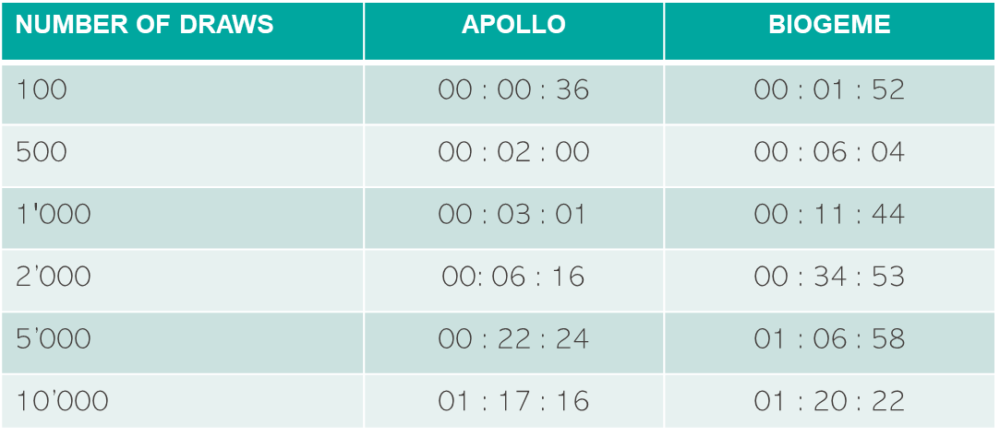 NUMBER OF DRAWS APOLLO BIOGEME
100 00 : 00 : 36 00 : 01 : 52
500 00 : 02 : 00 00 : 06 : 04
1'000 00 : 03 : 01 00 : 11 : 44
2’000 00: 06 : 16 00 : 34 : 53
5’000 00 : 22 : 24 01 : 06 : 58
10’000 01 : 17 : 16 01 : 20 : 22